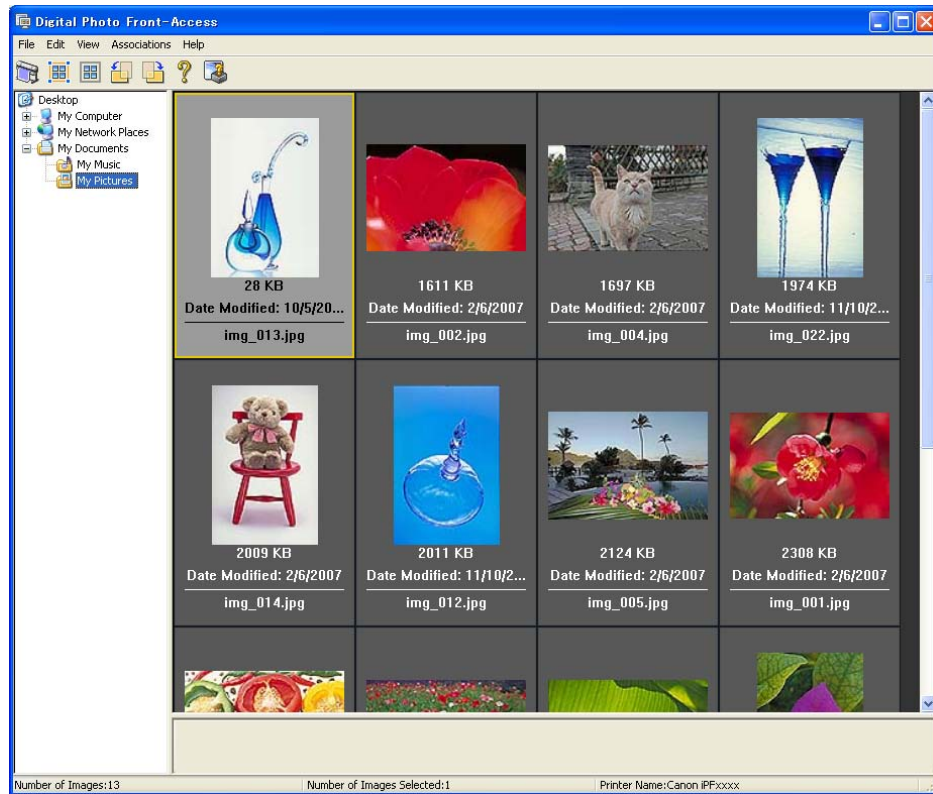 Digital Photo Front-Access
File Edit View Associations Help
Desktop
My Computer
My Network Places
My Documents
My Music
My Pictures
28 KB
Date Modified: 10/5/20...
img_013.jpg
1611 KB
Date Modified: 2/6/2007
img_002.jpg
1697 KB
Date Modified: 2/6/2007
img_004.jpg
1974 KB
Date Modified: 11/10/2...
img_022.jpg
2009 KB
Date Modified: 2/6/2007
img_014.jpg
2011 KB
Date Modified: 11/10/2...
img_012.jpg
2124 KB
Date Modified: 2/6/2007
img_005.jpg
2308 KB
Date Modified: 2/6/2007
img_001.jpg
Number of Images:13 Number of Images Selected:1 Printer Name:Canon iPFxxxx